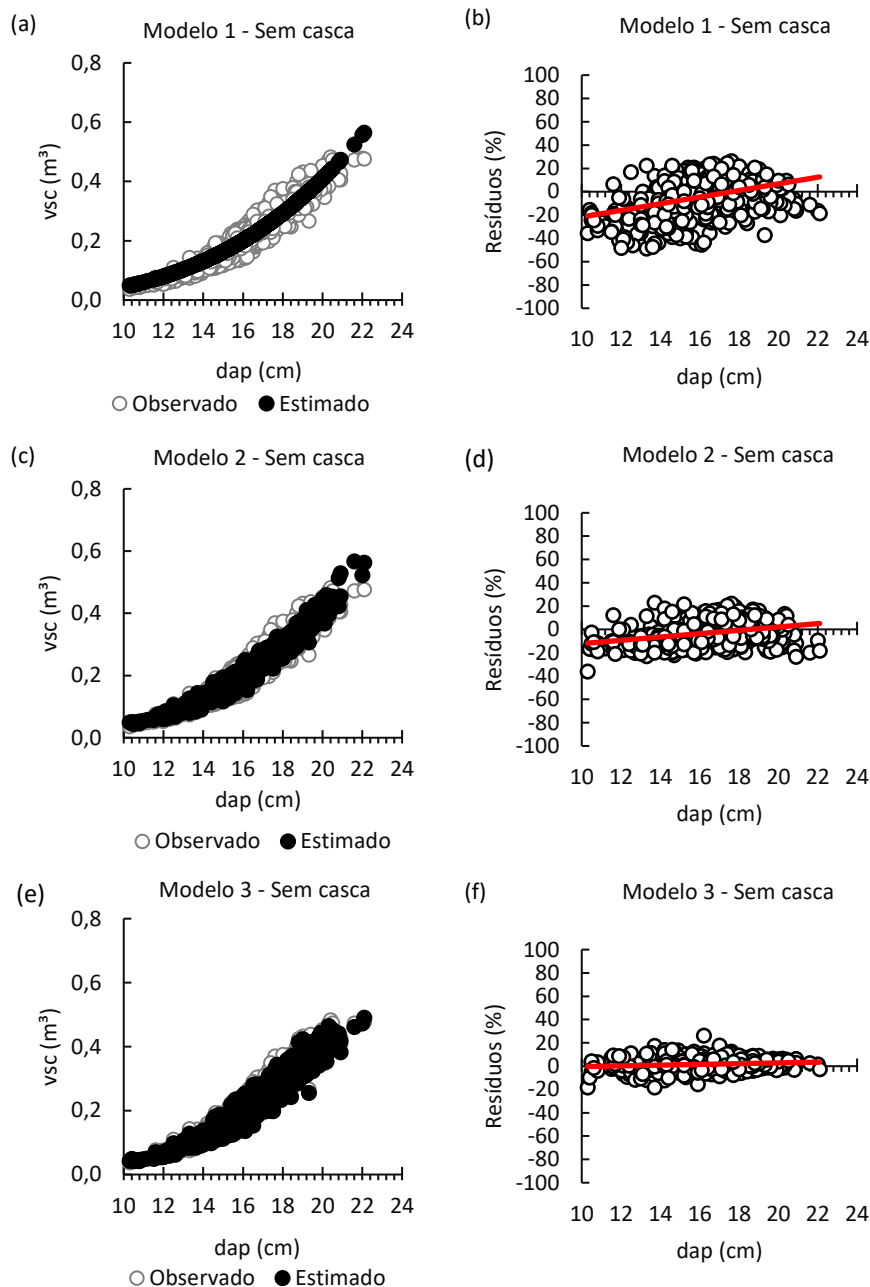 (a)
Modelo 1 - Sem casca
0,8
0,6
0,4
0,2
0,0
vsc (m³)
10 12 14 16 18 20 22 24
dap (cm)
Observado Estimado
(b)
Modelo 1 - Sem casca
100
80
60
40
20
0
-20
-40
-60
-80
-100
Resíduos (%)
10 12 14 16 18 20 22 24
dap (cm)
(c)
Modelo 2 - Sem casca
0,8
0,6
0,4
0,2
0,0
vsc (m³)
10 12 14 16 18 20 22 24
dap (cm)
Observado Estimado
(d)
Modelo 2 - Sem casca
100
80
60
40
20
0
-20
-40
-60
-80
-100
Resíduos (%)
10 12 14 16 18 20 22 24
dap (cm)
(e)
Modelo 3 - Sem casca
0,8
0,6
0,4
0,2
0,0
vsc (m³)
10 12 14 16 18 20 22 24
dap (cm)
Observado Estimado
(f)
Modelo 3 - Sem casca
100
80
60
40
20
0
-20
-40
-60
-80
-100
Resíduos (%)
10 12 14 16 18 20 22 24
dap (cm)